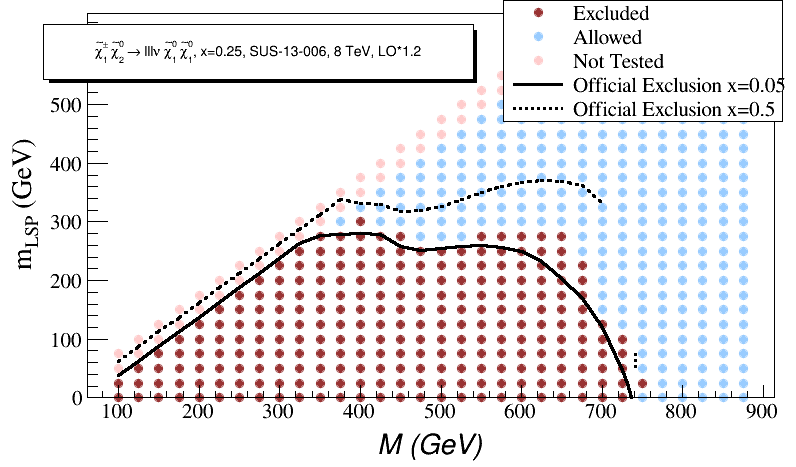 χ̃±1 χ̃02 → lllν χ̃01 χ̃01, x=0.25, SUS-13-006, 8 TeV, LO*1.2
Excluded
Allowed
Not Tested
Official Exclusion x=0.05
Official Exclusion x=0.5
mLSP (GeV)
500
400
300
200
100
0
100 200 300 400 500 600 700 800 900
M (GeV)